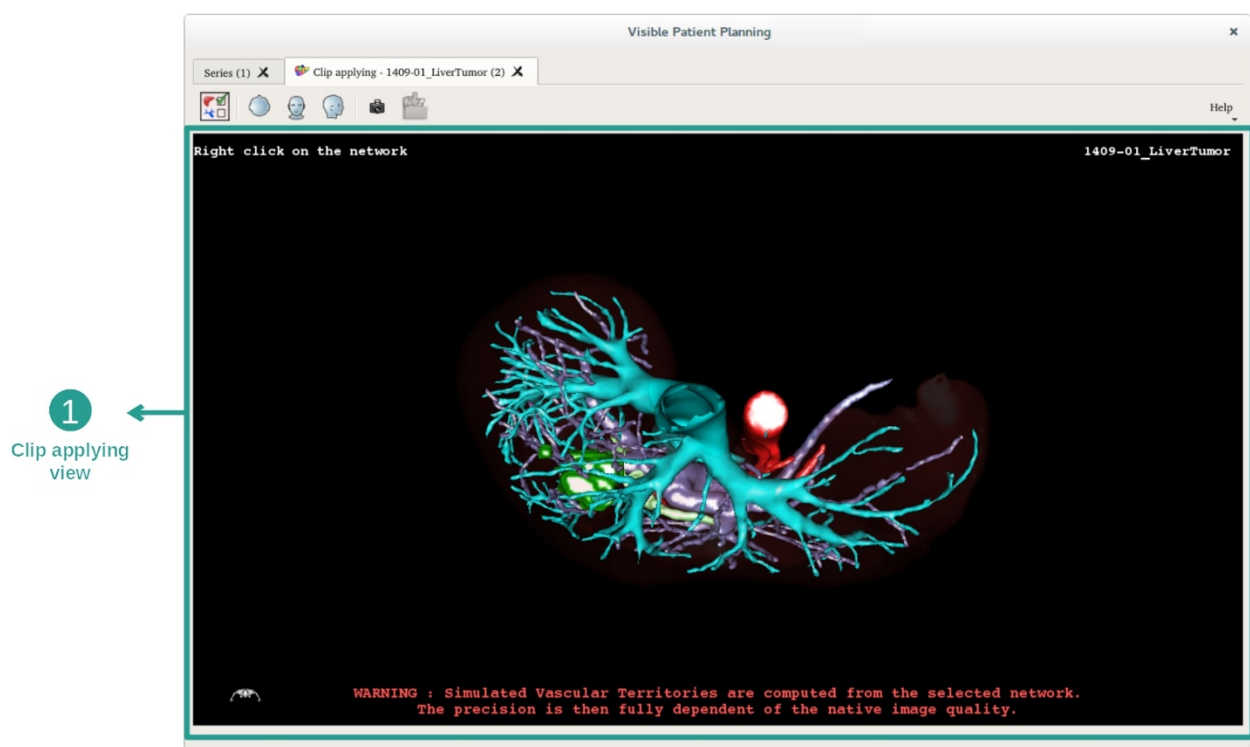 Visible Patient Planning
Series (1)
Clip applying - 1409-01_LiverTumor (2)
Help
Right click on the network
1409-01_LiverTumor
1
Clip applying
view
WARNING : Simulated Vascular Territories are computed from the selected network.
The precision is then fully dependent of the native image quality.